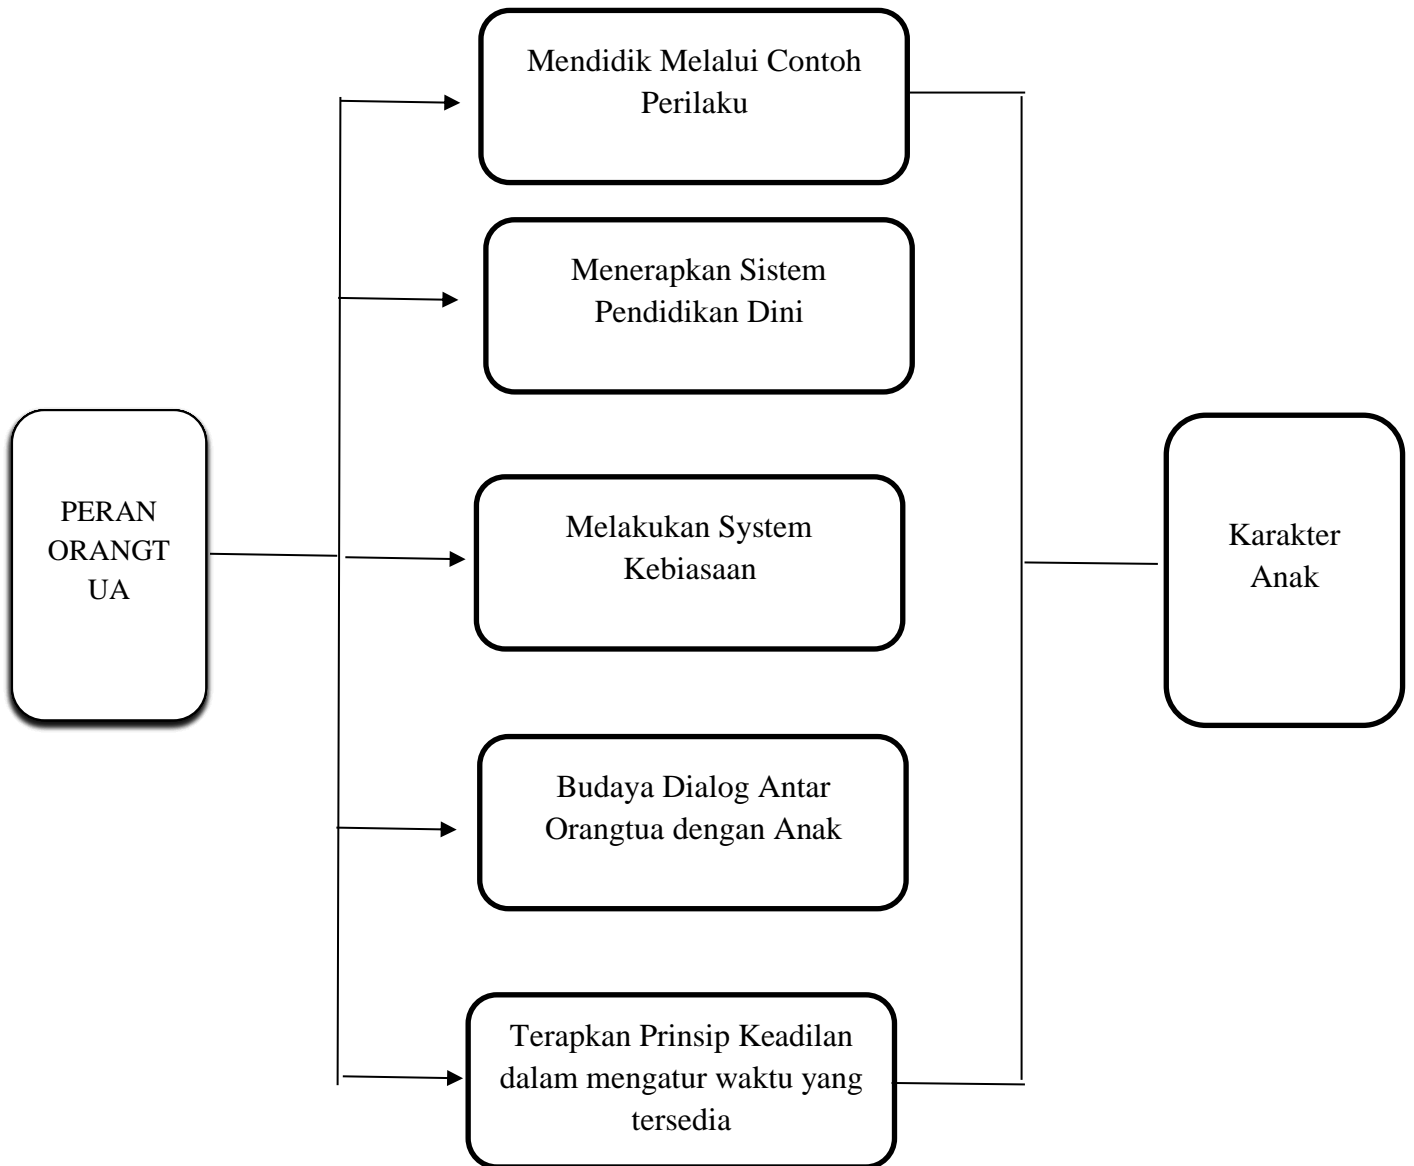 Mendidik Melalui Contoh
Perilaku
Menerapkan Sistem
Pendidikan Dini
PERAN
ORANGT
UA
Melakukan System
Kebiasaan
Karakter
Anak
Budaya Dialog Antar
Orangtua dengan Anak
Terapkan Prinsip Keadilan
dalam mengatur waktu yang
tersedia